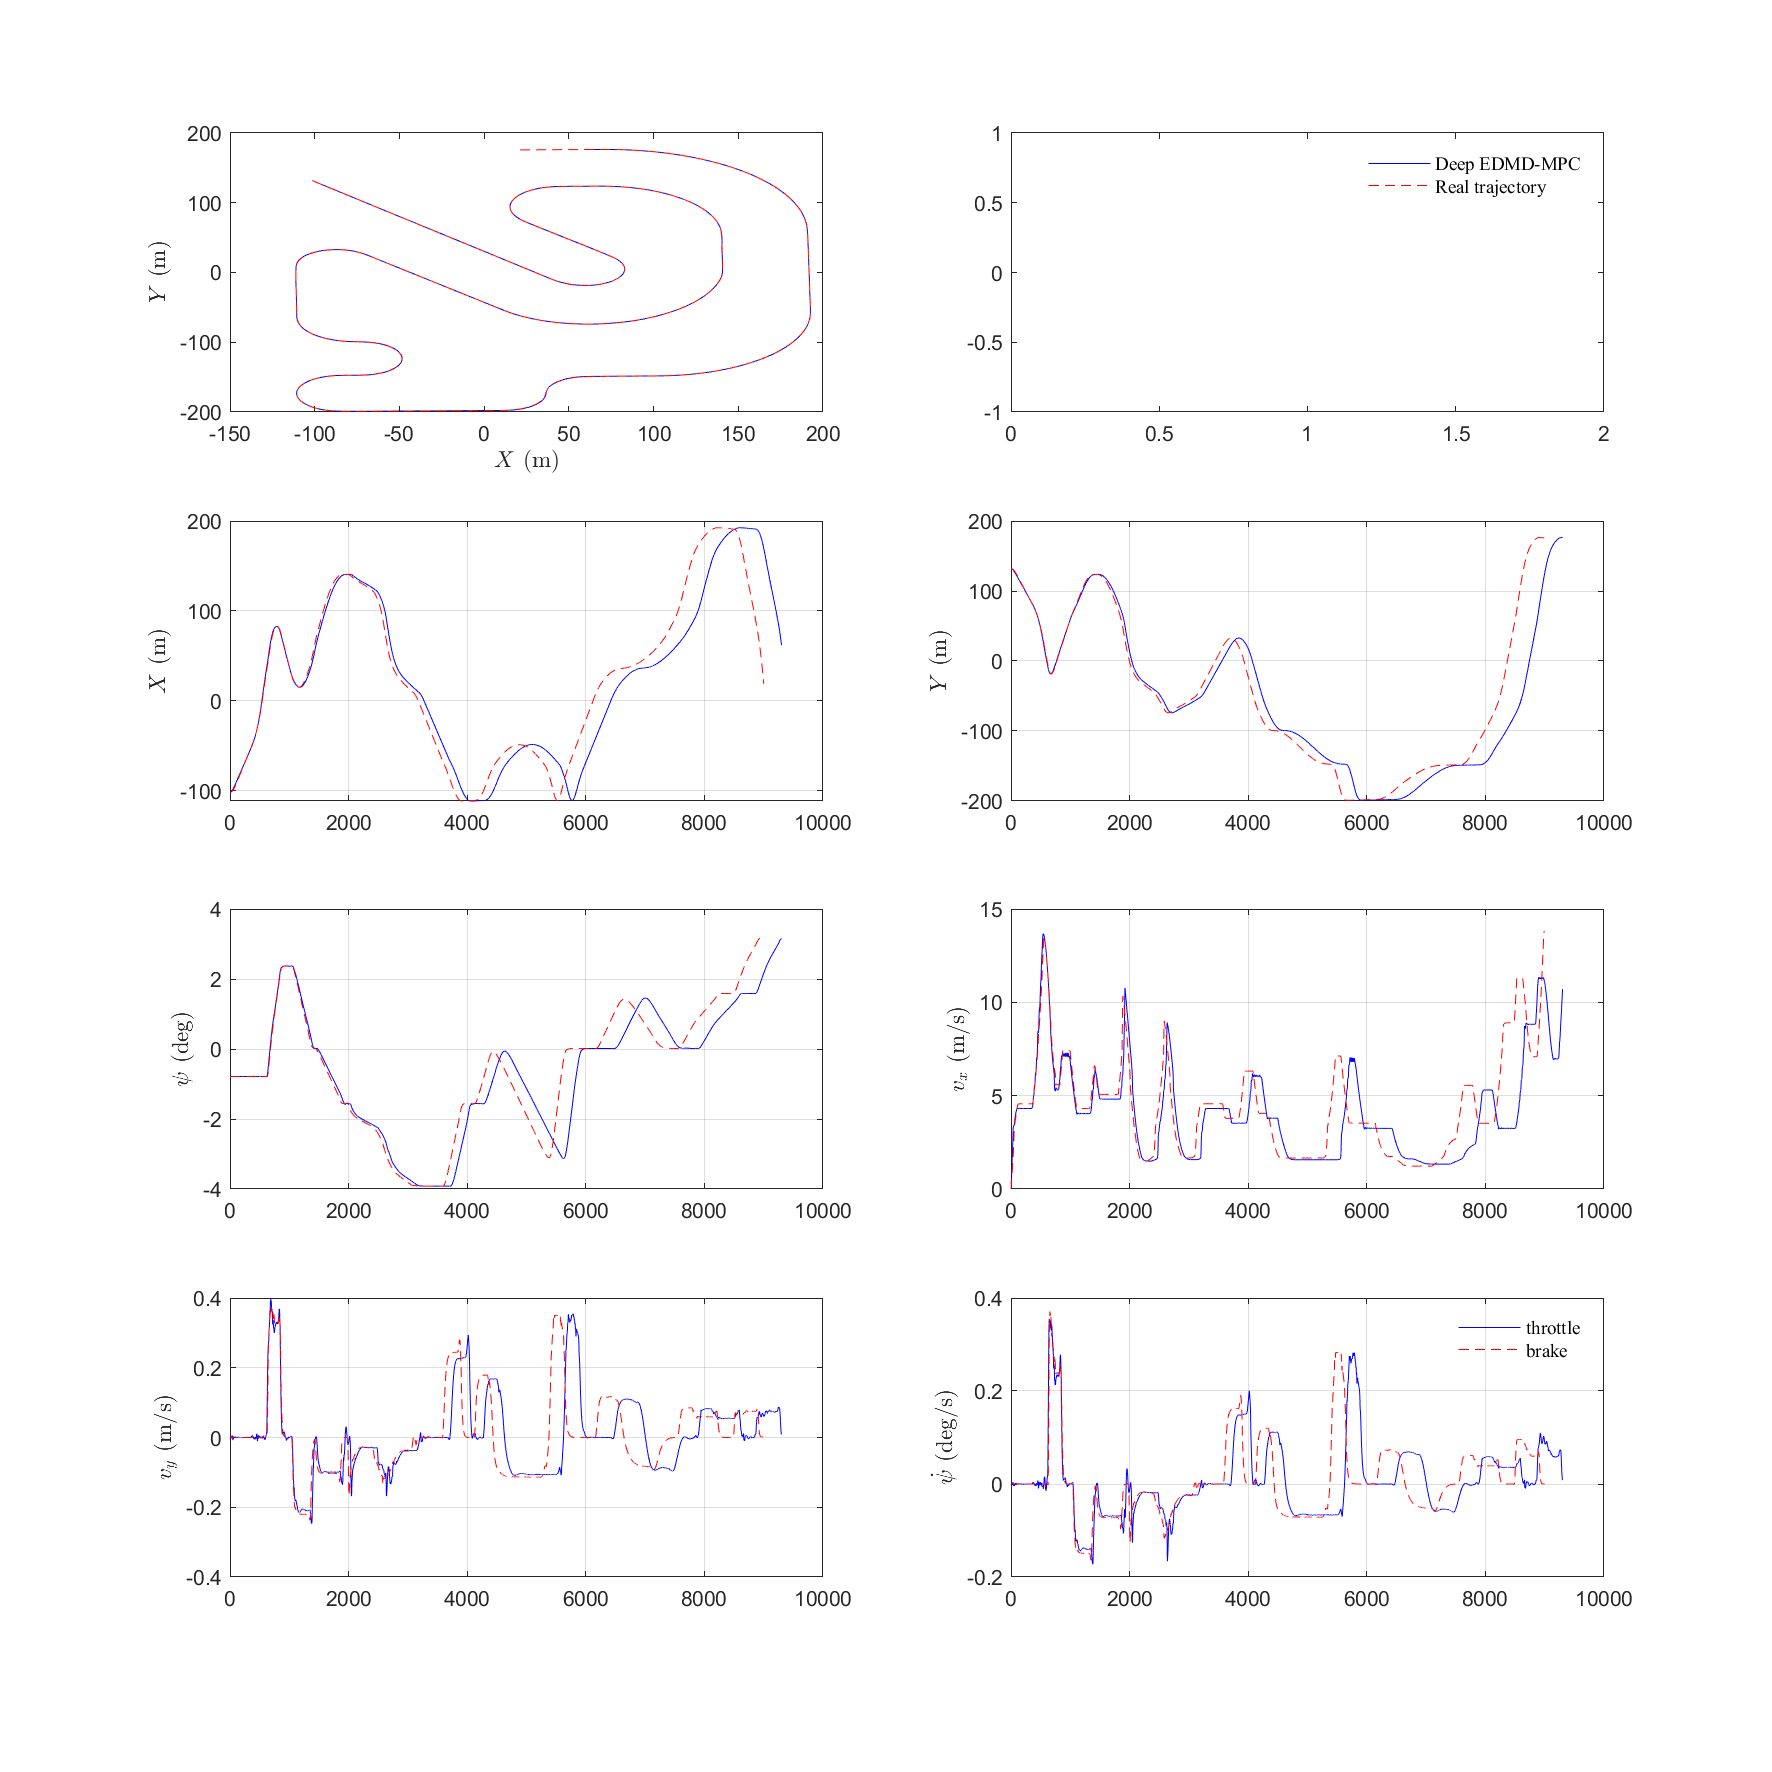 200
100
0
-100
-200
-150 -100 -50 0 50 100 150 200
X (m)
Y (m)
1
0.5
0
-0.5
-1
0 0.5 1 1.5 2
Deep EDMD-MPC
Real trajectory
200
100
0
-100
0 2000 4000 6000 8000 10000
X (m)
200
100
0
-100
-200
0 2000 4000 6000 8000 10000
Y (m)
4
2
0
-2
-4
0 2000 4000 6000 8000 10000
ψ (deg)
15
10
5
0
0 2000 4000 6000 8000 10000
vₓ (m/s)
0.4
0.2
0
-0.2
-0.4
0 2000 4000 6000 8000 10000
v_y (m/s)
0.4
0.2
0
-0.2
0 2000 4000 6000 8000 10000
ψ̇ (deg/s)
throttle
brake